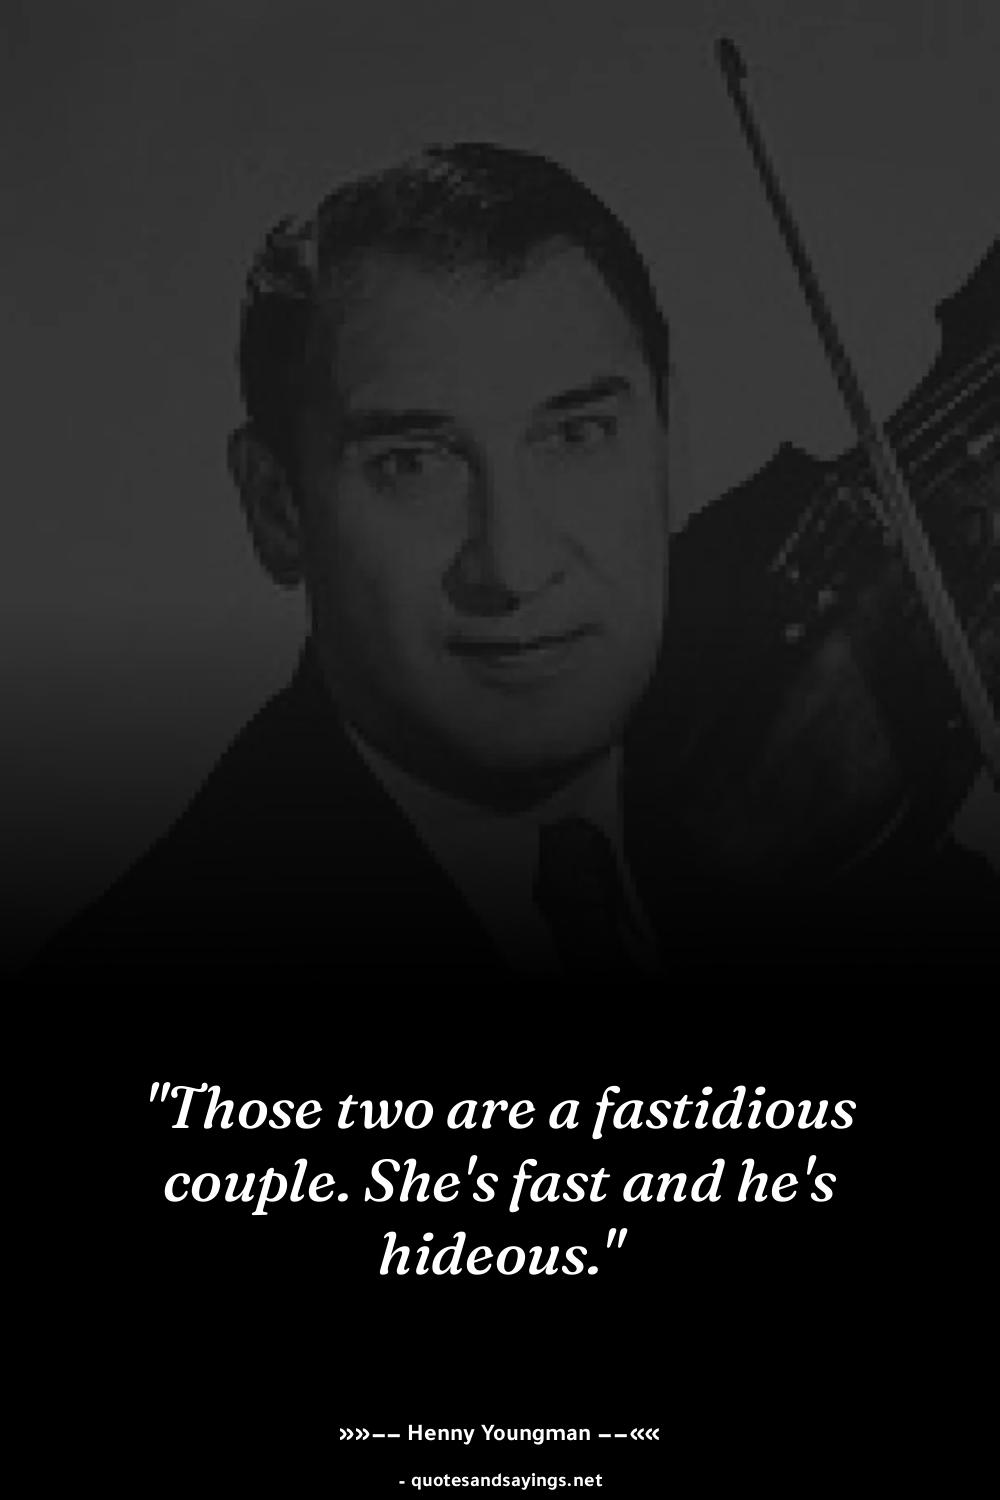 "Those two are a fastidious
couple. She's fast and he's
hideous."
»»−− Henny Youngman −−««
- quotesandsayings.net